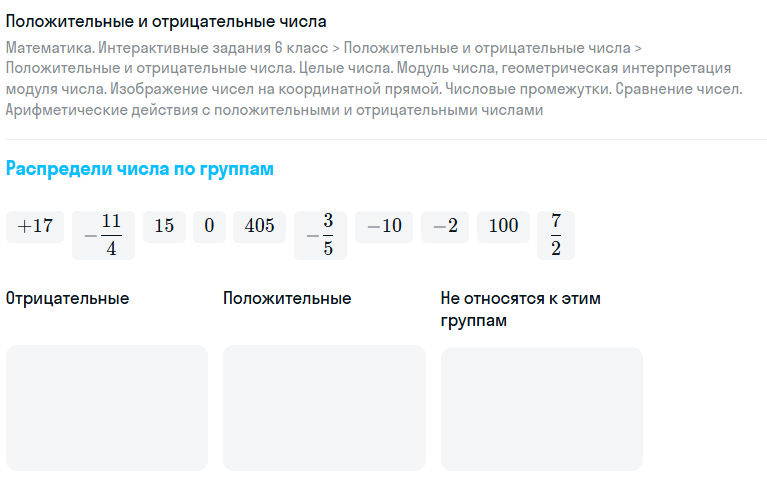 Положительные и отрицательные числа
Математика. Интерактивные задания 6 класс > Положительные и отрицательные числа >
Положительные и отрицательные числа. Целые числа. Модуль числа, геометрическая интерпретация
модуля числа. Изображение чисел на координатной прямой. Числовые промежутки. Сравнение чисел.
Арифметические действия с положительными и отрицательными числами
Распредели числа по группам
+17 −11/4 15 0 405 −3/5 −10 −2 100 7/2
Отрицательные Положительные Не относятся к этим
группам